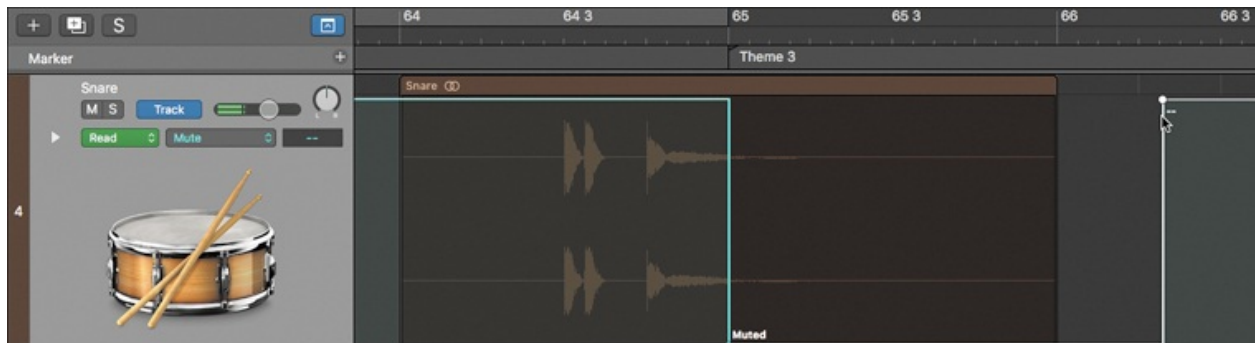 S
64 64 3 65 65 3 66 66 3
Marker +
Theme 3
Snare
M S Track
L R
Read Mute --
4
Snare
--
Muted